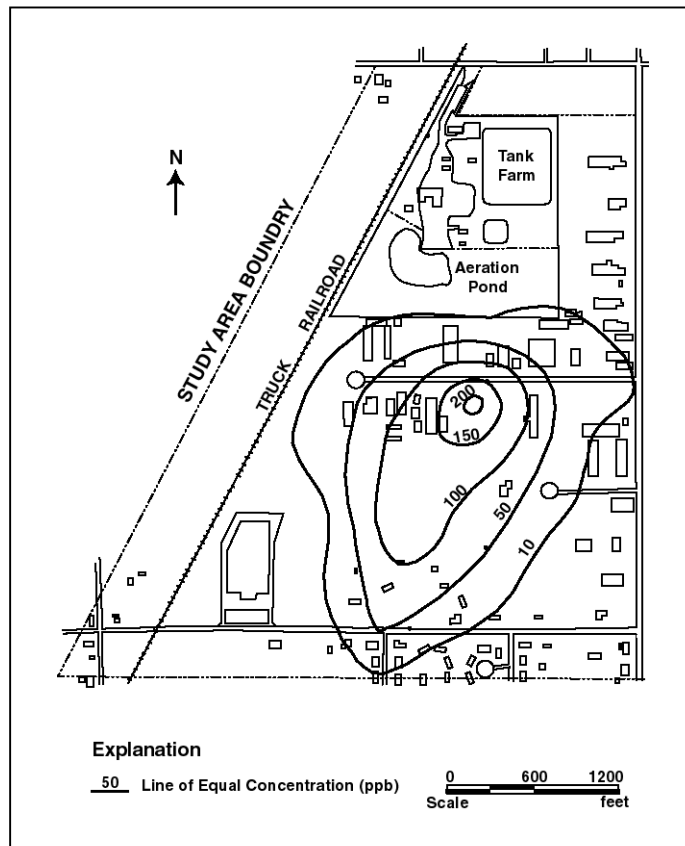 N
Tank
Farm
STUDY AREA BOUNDRY
TRUCK RAILROAD
Aeration
Pond
200
150
100
50
10
Explanation
50 Line of Equal Concentration (ppb)
0 600 1200
Scale feet